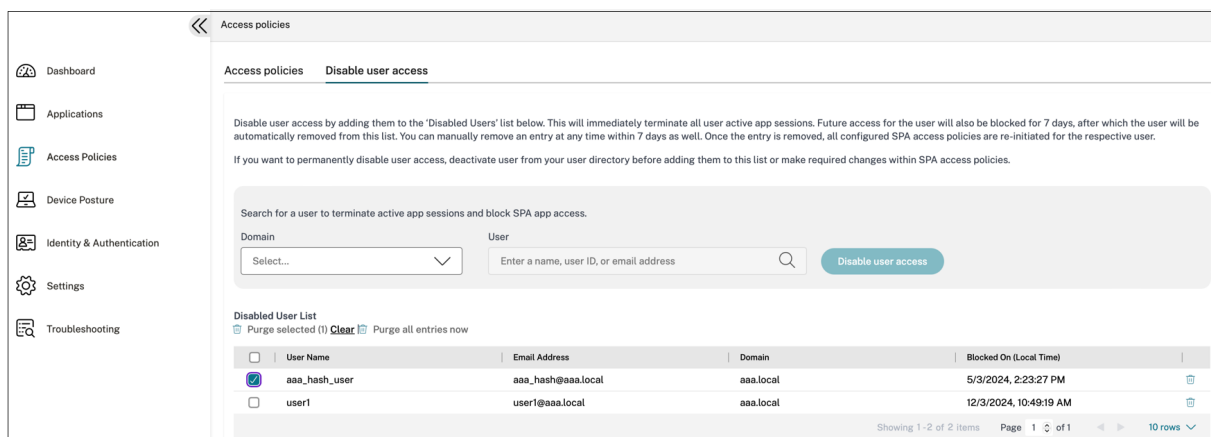 Access policies
Dashboard
Applications
Access Policies
Device Posture
Identity & Authentication
Settings
Troubleshooting
Access policies Disable user access
Disable user access by adding them to the 'Disabled Users' list below. This will immediately terminate all user active app sessions. Future access for the user will also be blocked for 7 days, after which the user will be
automatically removed from this list. You can manually remove an entry at any time within 7 days as well. Once the entry is removed, all configured SPA access policies are re-initiated for the respective user.
If you want to permanently disable user access, deactivate user from your user directory before adding them to this list or make required changes within SPA access policies.
Search for a user to terminate active app sessions and block SPA app access.
Domain User
Select... Enter a name, user ID, or email address Disable user access
Disabled User List
Purge selected (1) Clear Purge all entries now
User Name Email Address Domain Blocked On (Local Time)
aaa_hash_user aaa_hash@aaa.local aaa.local 5/3/2024, 2:23:27 PM
user1 user1@aaa.local aaa.local 12/3/2024, 10:49:19 AM
Showing 1-2 of 2 items Page 1 of 1 10 rows